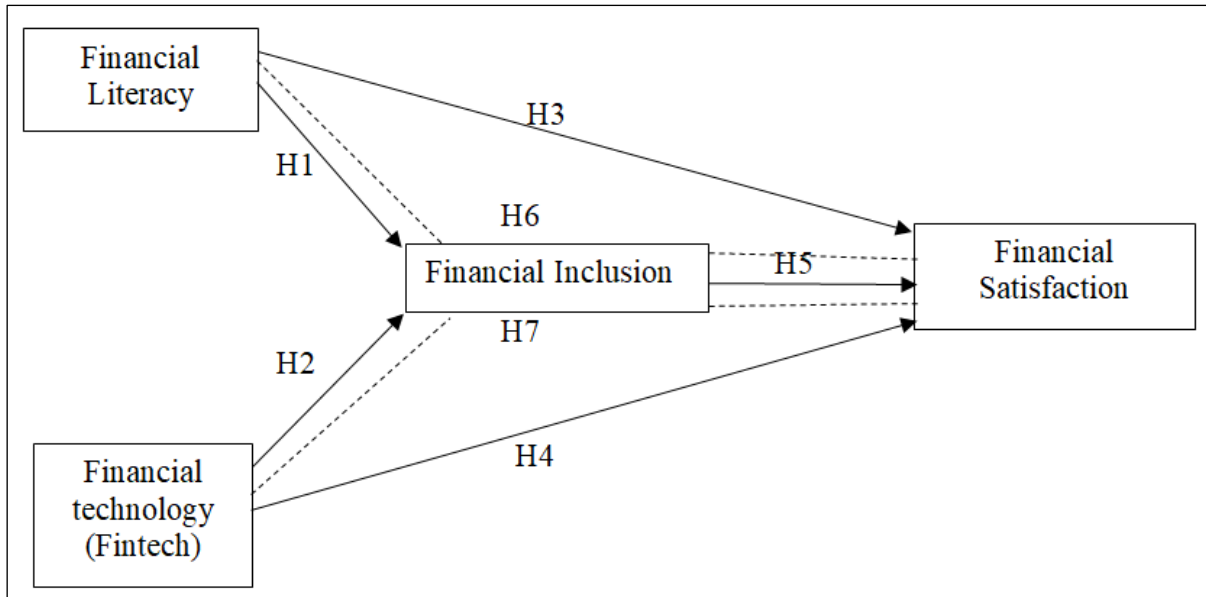 Financial
Literacy
H3
H1
H6
Financial Inclusion
H5
Financial
Satisfaction
H7
H2
H4
Financial
technology
(Fintech)